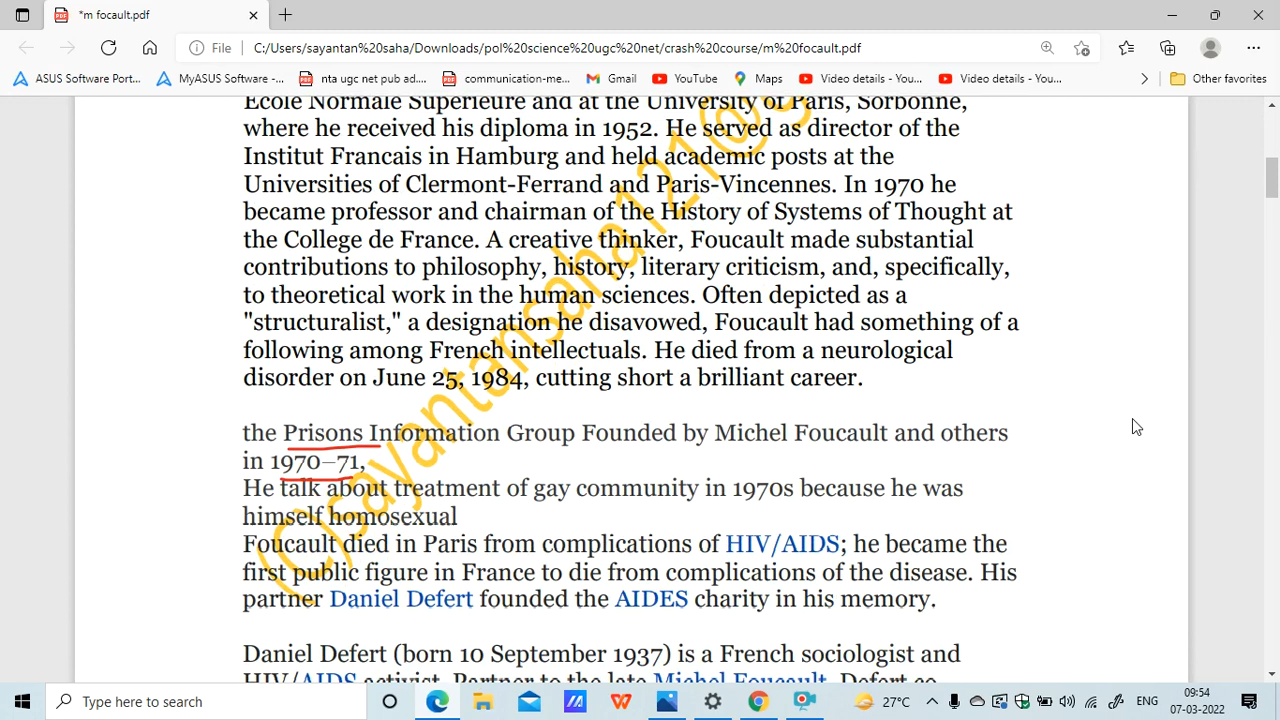 *m focault.pdf
File C:/Users/sayantan%20saha/Downloads/pol%20science%20ugc%20net/crash%20course/m%20focault.pdf
ASUS Software Port... MyASUS Software -... nta ugc net pub ad... communication-me... Gmail YouTube Maps Video details - You... Video details - You... Other favorites
Ecole Normale Superieure and at the University of Paris, Sorbonne,
where he received his diploma in 1952. He served as director of the
Institut Francais in Hamburg and held academic posts at the
Universities of Clermont-Ferrand and Paris-Vincennes. In 1970 he
became professor and chairman of the History of Systems of Thought at
the College de France. A creative thinker, Foucault made substantial
contributions to philosophy, history, literary criticism, and, specifically,
to theoretical work in the human sciences. Often depicted as a
"structuralist," a designation he disavowed, Foucault had something of a
following among French intellectuals. He died from a neurological
disorder on June 25, 1984, cutting short a brilliant career.
the Prisons Information Group Founded by Michel Foucault and others
in 1970–71,
He talk about treatment of gay community in 1970s because he was
himself homosexual
Foucault died in Paris from complications of HIV/AIDS; he became the
first public figure in France to die from complications of the disease. His
partner Daniel Defert founded the AIDES charity in his memory.
Daniel Defert (born 10 September 1937) is a French sociologist and
HIV/AIDS activist. Partner to the late Michel Foucault, Defert co
(C)sayantansaha121@g
Type here to search
27°C ENG 09:54
07-03-2022